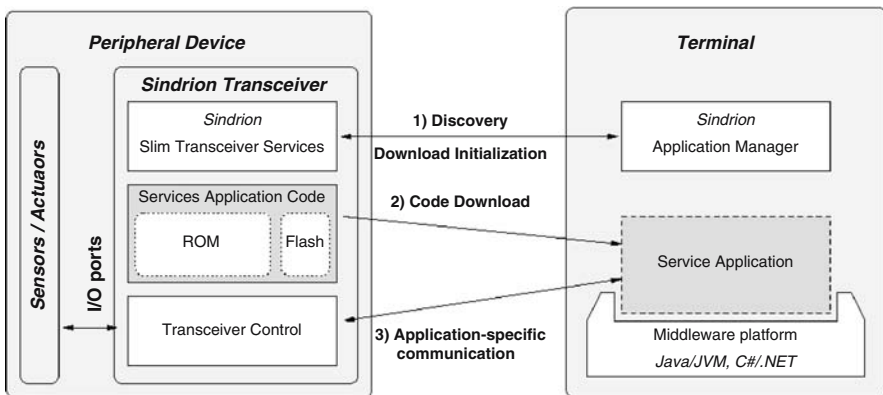 Peripheral Device
Sindrion Transceiver
Sensors / Actuaors
I/O ports
Sindrion
Slim Transceiver Services
Services Application Code
ROM
Flash
Transceiver Control
1) Discovery
Download Initialization
2) Code Download
3) Application-specific
communication
Terminal
Sindrion
Application Manager
Service Application
Middleware platform
Java/JVM, C#/.NET